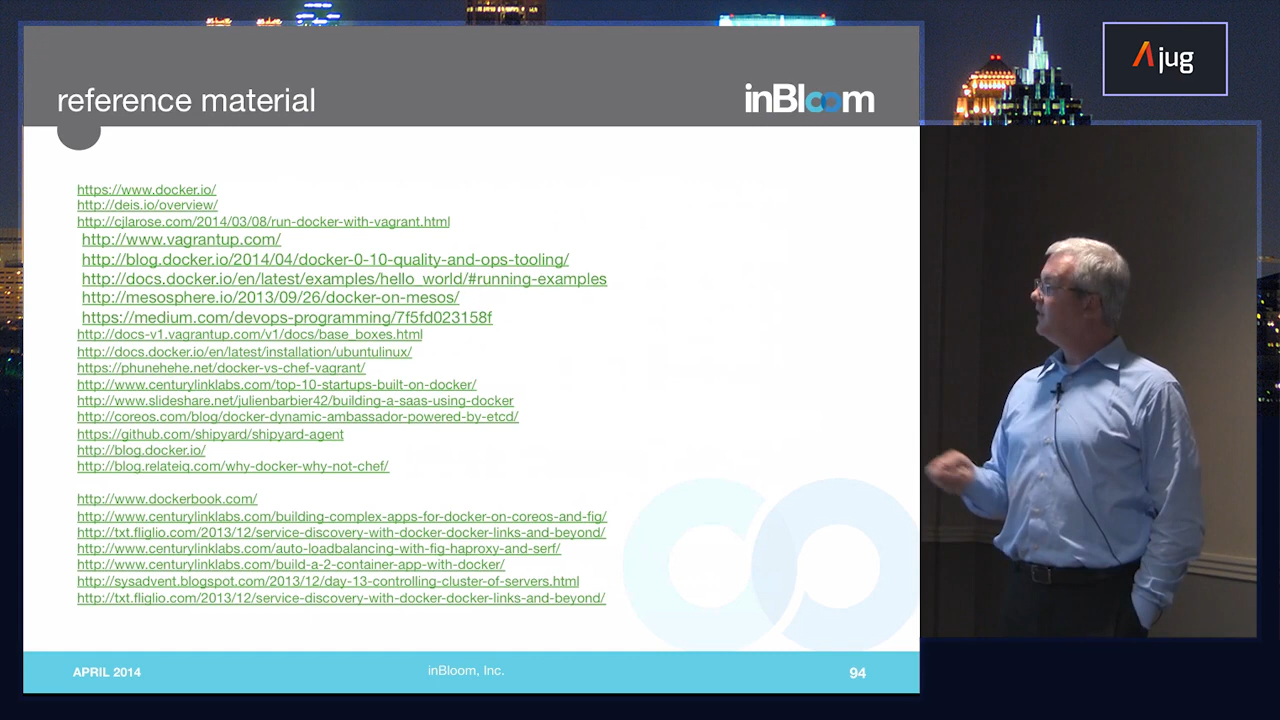 reference material
inBloom
jug
https://www.docker.io/
http://deis.io/overview/
http://cjlarose.com/2014/03/08/run-docker-with-vagrant.html
http://www.vagrantup.com/
http://blog.docker.io/2014/04/docker-0-10-quality-and-ops-tooling/
http://docs.docker.io/en/latest/examples/hello_world/#running-examples
http://mesosphere.io/2013/09/26/docker-on-mesos/
https://medium.com/devops-programming/7f5fd023158f
http://docs-v1.vagrantup.com/v1/docs/base_boxes.html
http://docs.docker.io/en/latest/installation/ubuntulinux/
https://phunehehe.net/docker-vs-chef-vagrant/
http://www.centurylinklabs.com/top-10-startups-built-on-docker/
http://www.slideshare.net/julienbarbier42/building-a-saas-using-docker
http://coreos.com/blog/docker-dynamic-ambassador-powered-by-etcd/
https://github.com/shipyard/shipyard-agent
http://blog.docker.io/
http://blog.relateiq.com/why-docker-why-not-chef/
http://www.dockerbook.com/
http://www.centurylinklabs.com/building-complex-apps-for-docker-on-coreos-and-fig/
http://txt.fliglio.com/2013/12/service-discovery-with-docker-docker-links-and-beyond/
http://www.centurylinklabs.com/auto-loadbalancing-with-fig-haproxy-and-serf/
http://www.centurylinklabs.com/build-a-2-container-app-with-docker/
http://sysadvent.blogspot.com/2013/12/day-13-controlling-cluster-of-servers.html
http://txt.fliglio.com/2013/12/service-discovery-with-docker-docker-links-and-beyond/
APRIL 2014
inBloom, Inc.
94